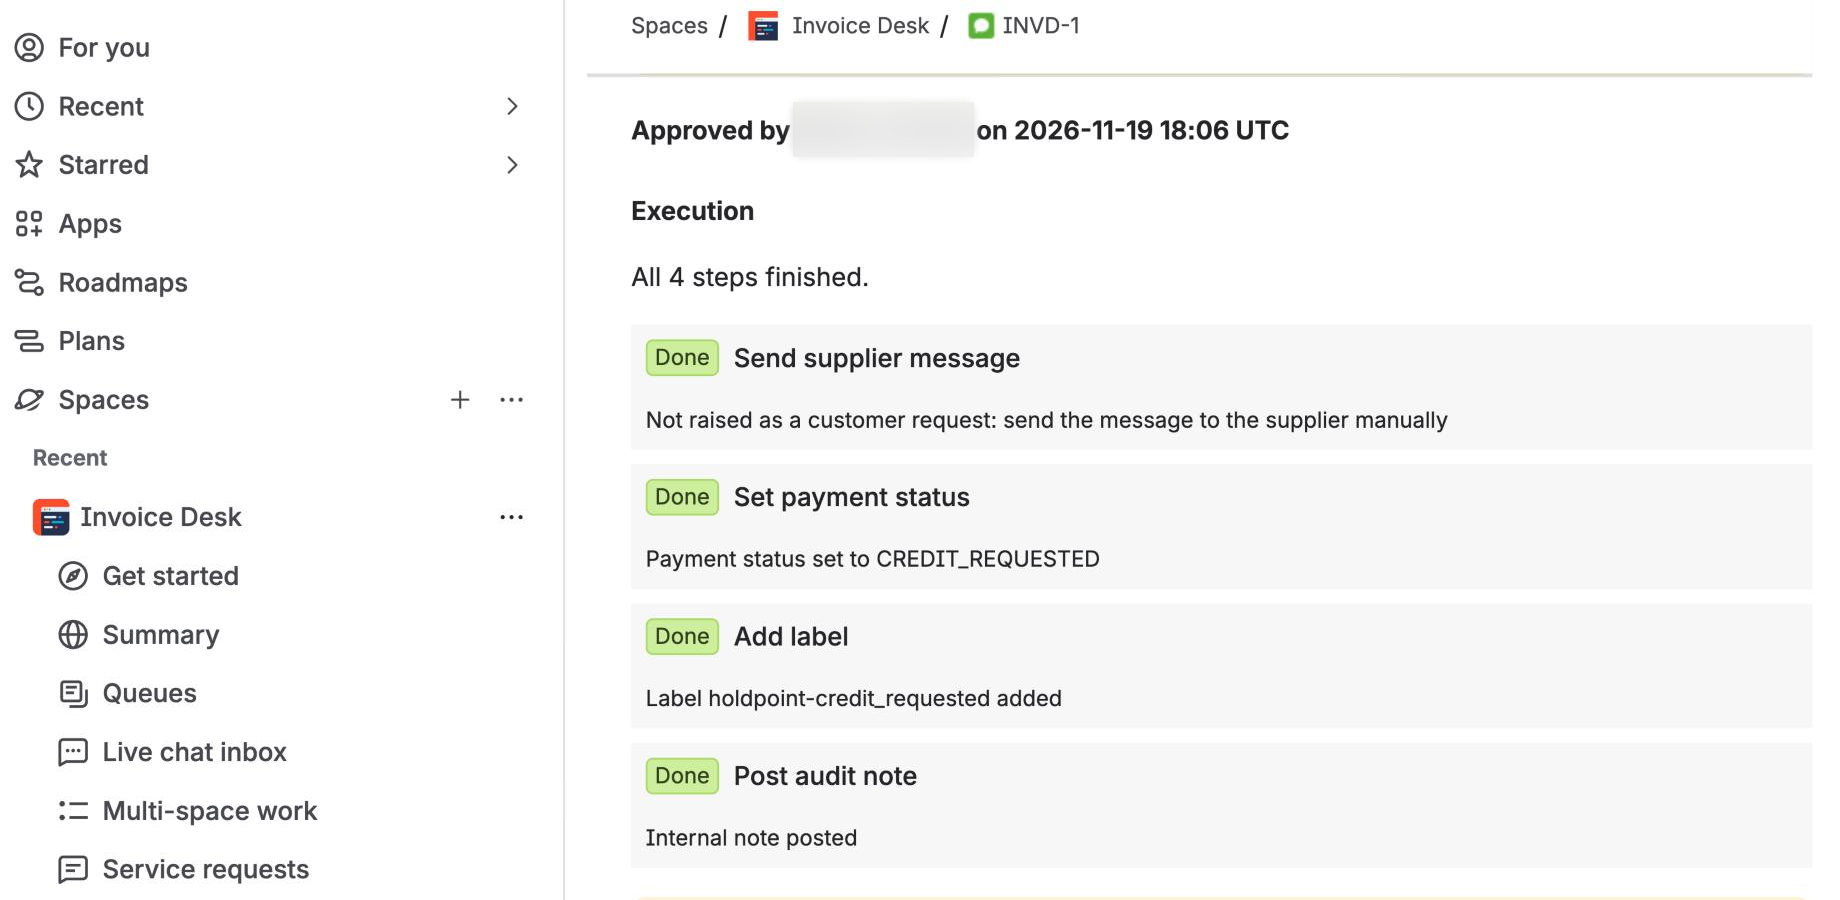 For you
Recent
Starred
Apps
Roadmaps
Plans
Spaces
Recent
Invoice Desk
Get started
Summary
Queues
Live chat inbox
Multi-space work
Service requests
Spaces / Invoice Desk / INVD-1
Approved by on 2026-11-19 18:06 UTC
Execution
All 4 steps finished.
Done Send supplier message
Not raised as a customer request: send the message to the supplier manually
Done Set payment status
Payment status set to CREDIT_REQUESTED
Done Add label
Label holdpoint-credit_requested added
Done Post audit note
Internal note posted